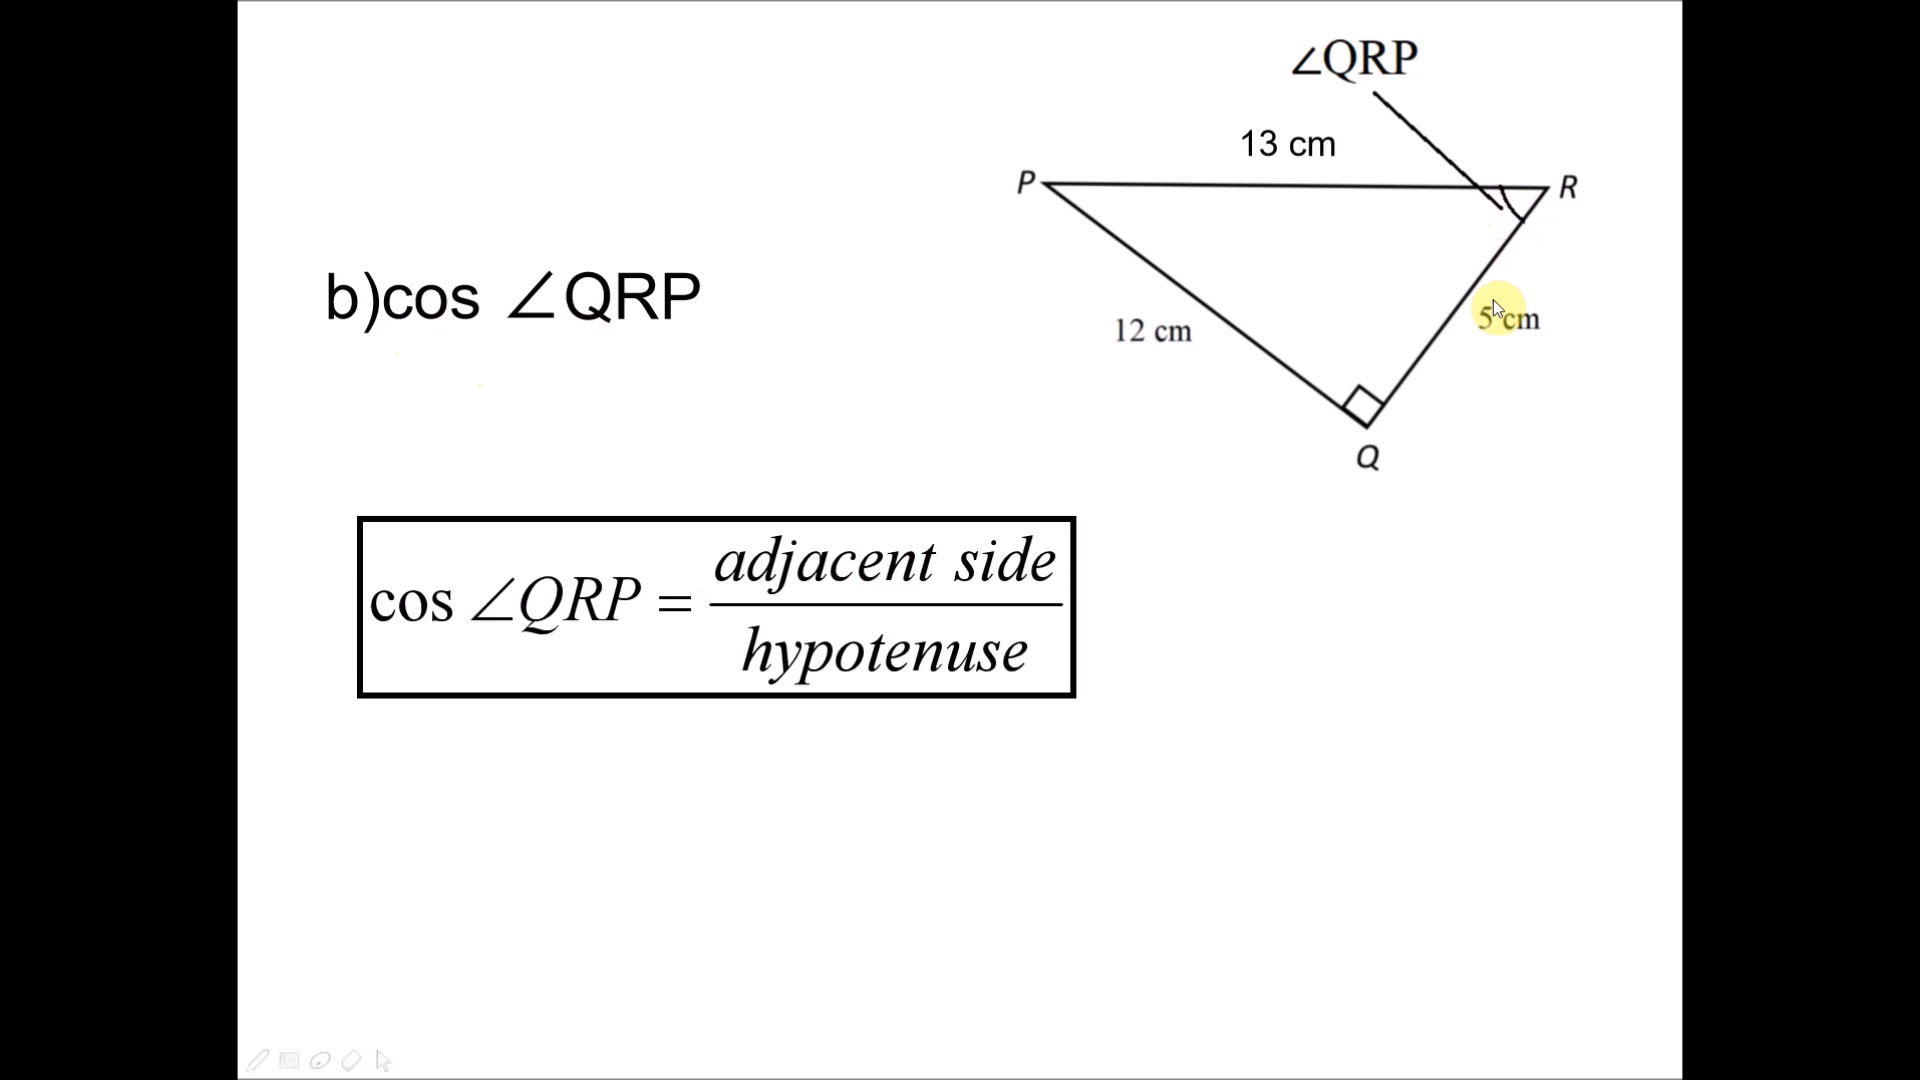 ∠QRP
13 cm
P
R
b)cos ∠QRP
12 cm
5 cm
Q
cos ∠QRP = adjacent side
hypotenuse